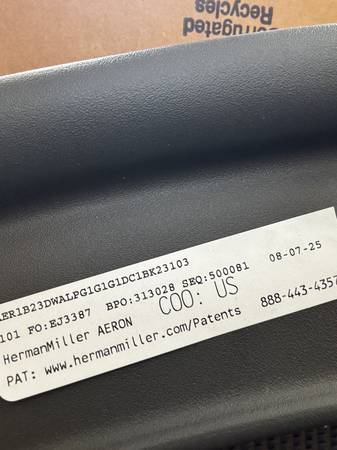 Corrugated
Recycles
AER1B23DWALPG1G1G1DC1BK23103
101 FO:EJ3387 BPO:313028 SEQ:500081 08-07-25
HermanMiller AERON COO: US
PAT: www.hermanmiller.com/Patents 888-443-4357